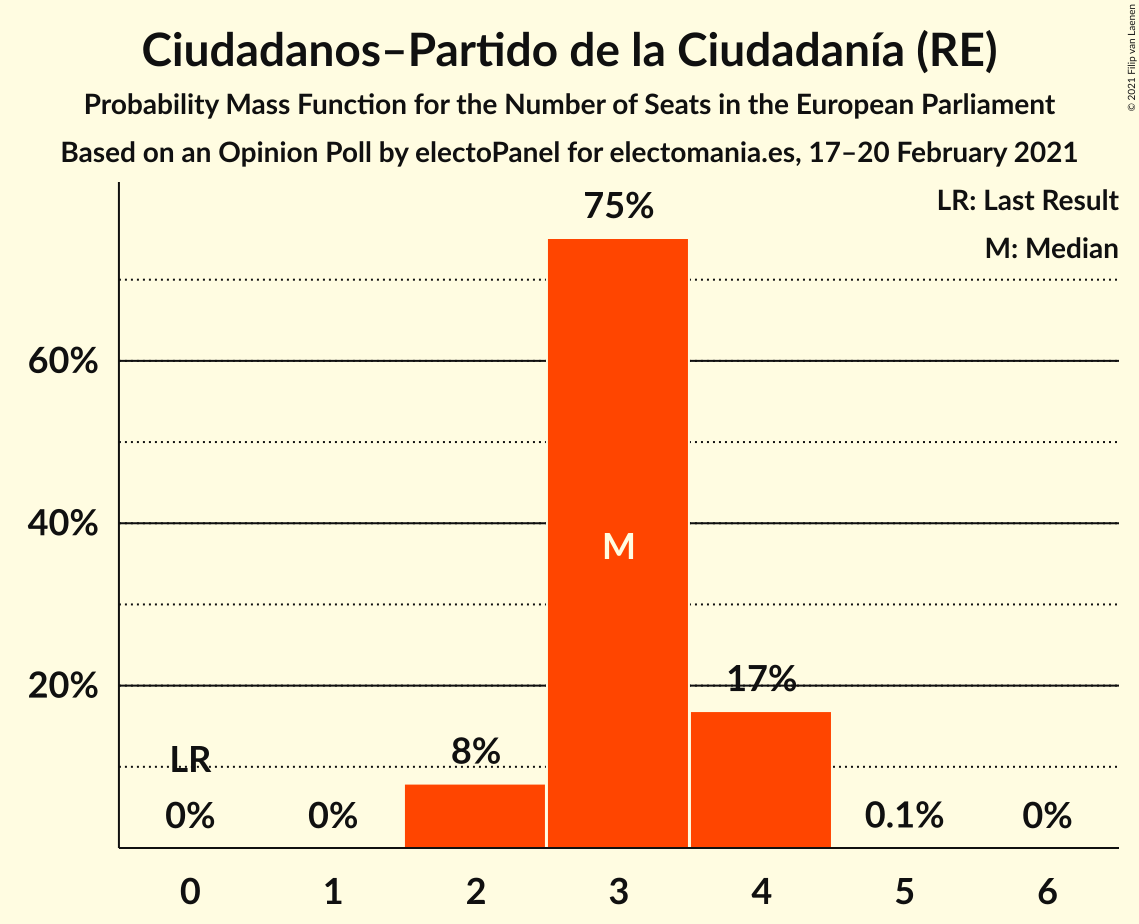 Ciudadanos–Partido de la Ciudadanía (RE)
Probability Mass Function for the Number of Seats in the European Parliament
Based on an Opinion Poll by electoPanel for electomania.es, 17–20 February 2021
© 2021 Filip van Laenen
LR: Last Result
M: Median
75%
60%
40%
M
20%
17%
8%
LR
0%
0%
0.1%
0%
0 1 2 3 4 5 6